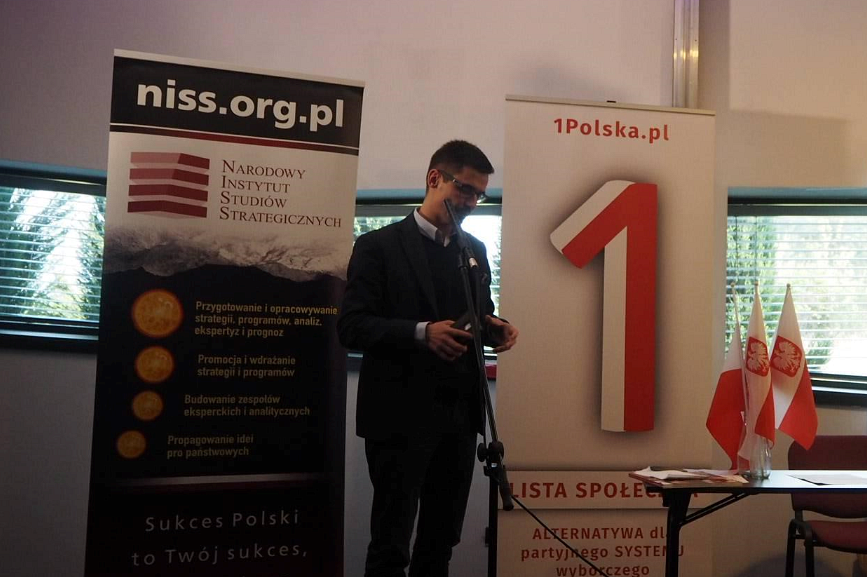 niss.org.pl
NARODOWY
INSTYTUT
STUDIÓW
STRATEGICZNYCH
Przygotowanie i opracowywanie
strategii, programów, analiz,
ekspertyz i prognoz
Promocja i wdrażanie
strategii i programów
Budowanie zespołów
eksperckich i analitycznych
Propagowanie idei
pro państwowych
Sukces Polski
to Twój sukces,
1Polska.pl
1
LISTA SPOŁECZNA
ALTERNATYWA dla
partyjnego SYSTEMU
wyborczego